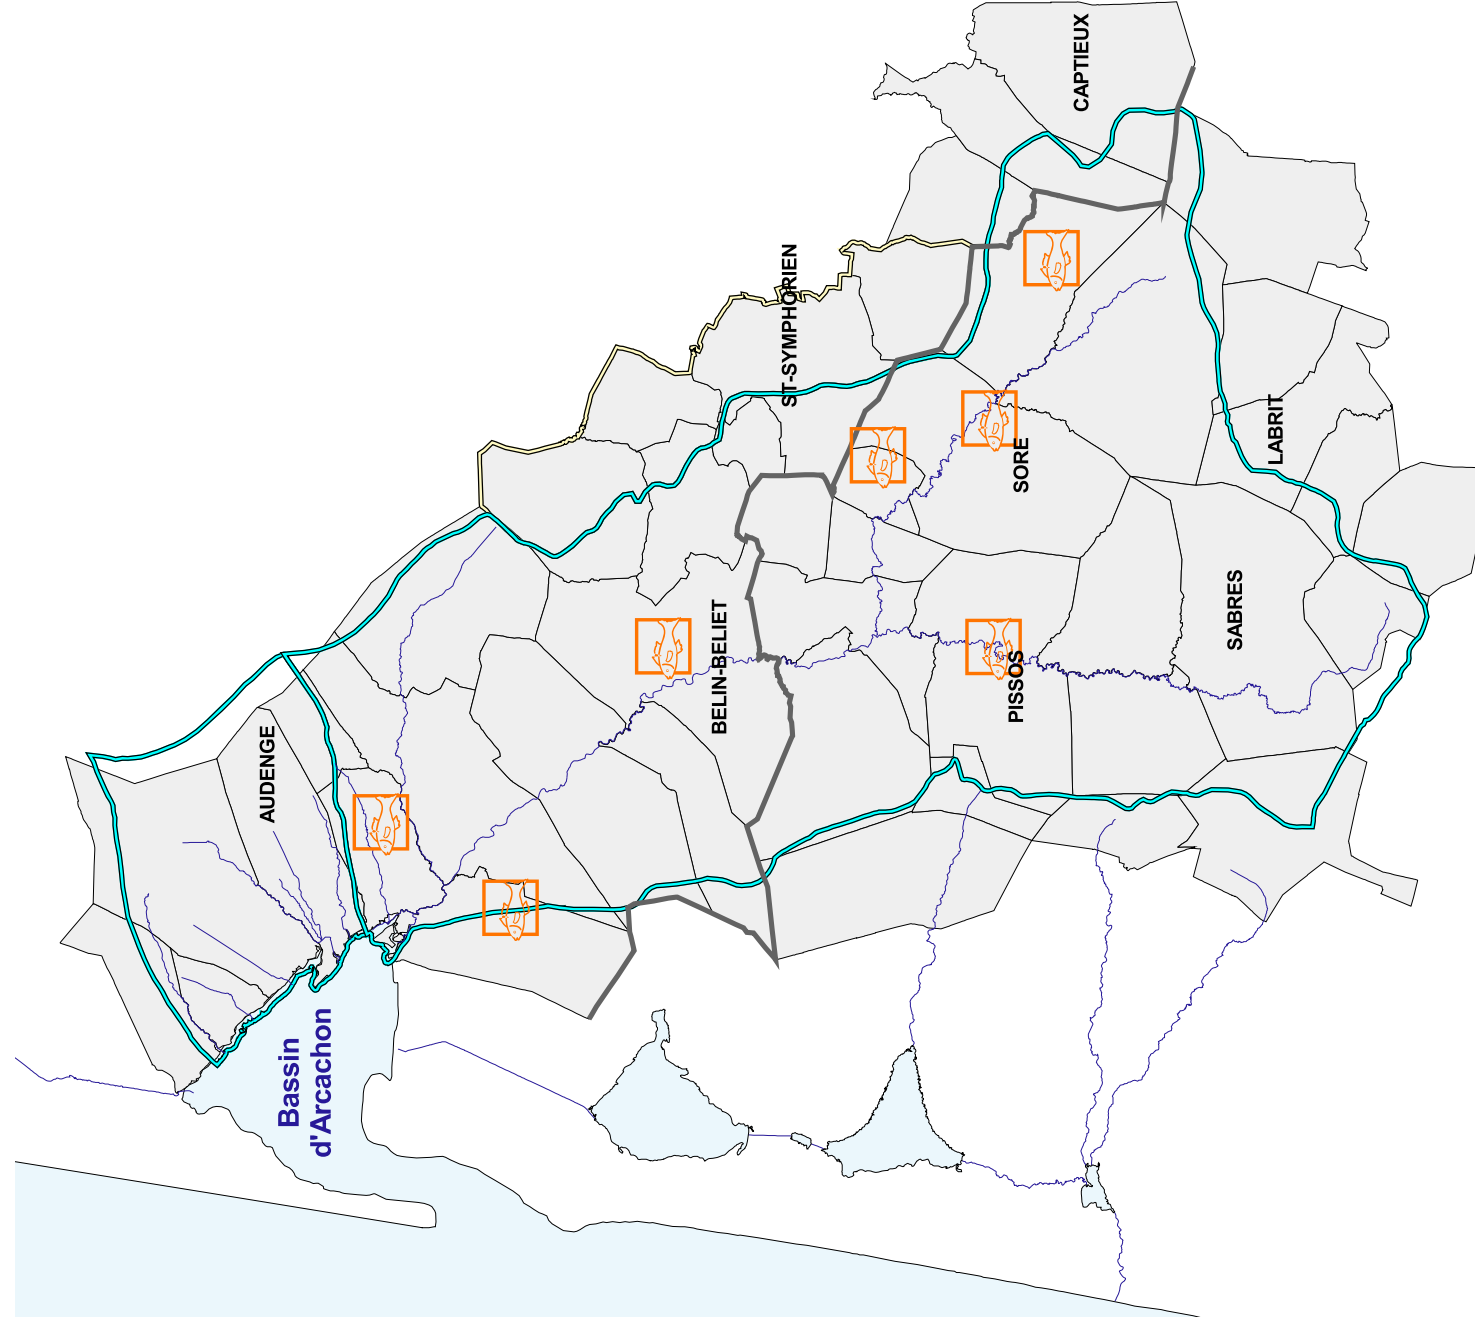 CAPTIEUX
ST-SYMPHORIEN
LABRIT
SORE
SABRES
BELIN-BELIET
PISSOS
AUDENGE
Bassin
d'Arcachon